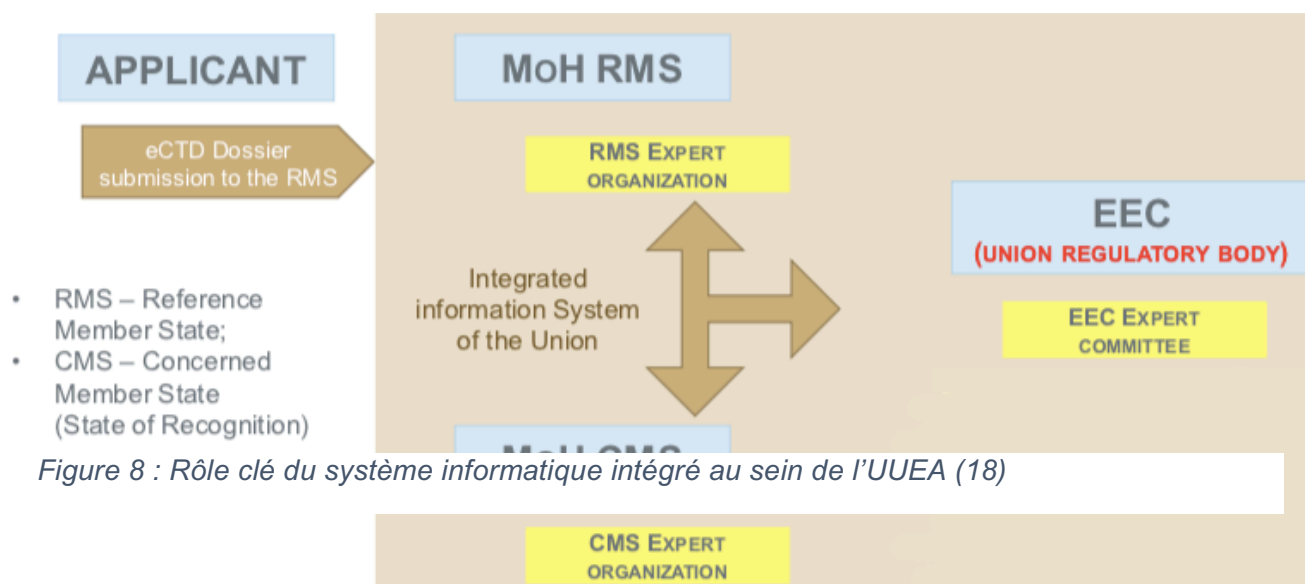 APPLICANT
eCTD Dossier
submission to the RMS
• RMS – Reference
Member State;
• CMS – Concerned
Member State
(State of Recognition)
MOH RMS
RMS EXPERT
ORGANIZATION
Integrated
information System
of the Union
EEC
(UNION REGULATORY BODY)
EEC EXPERT
COMMITTEE
MOH CMS
Figure 8 : Rôle clé du système informatique intégré au sein de l'UUEA (18)
CMS EXPERT
ORGANIZATION